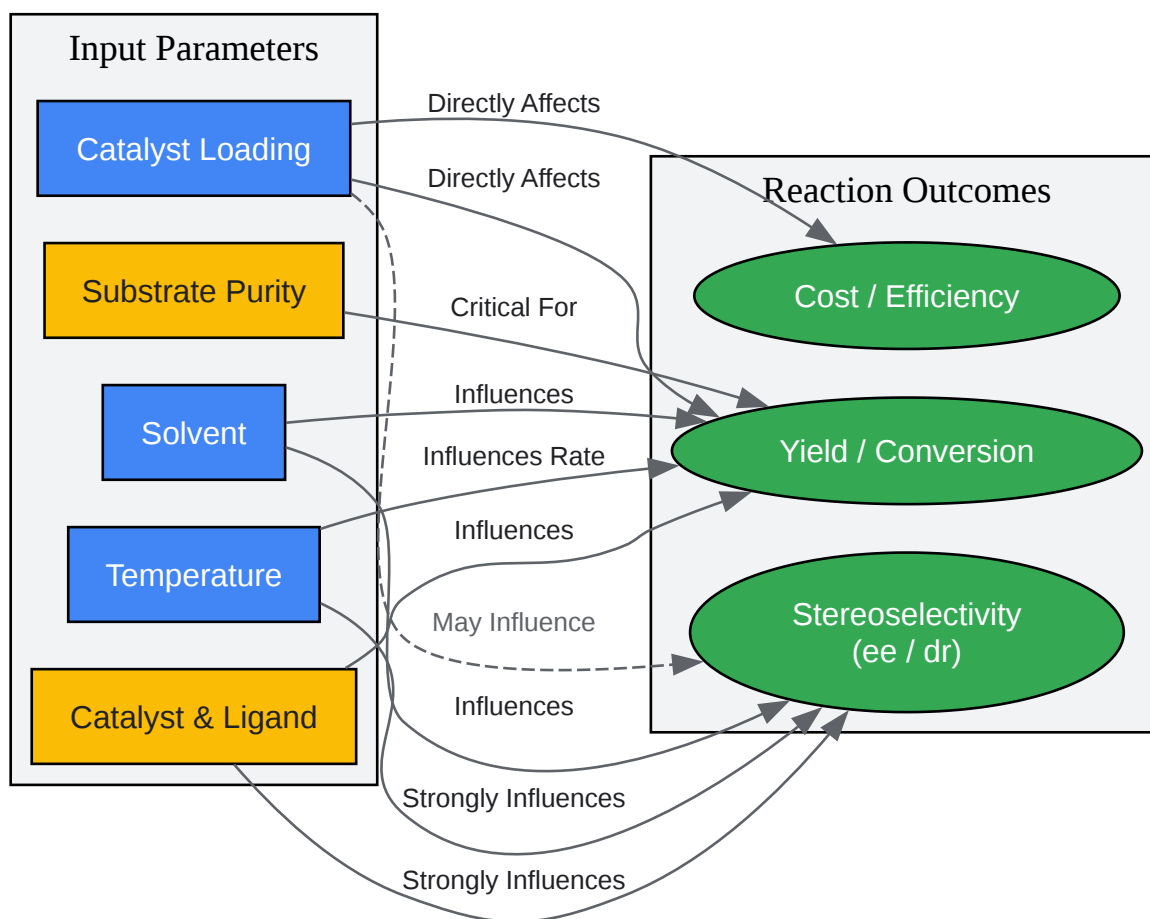 Input Parameters
Catalyst Loading
Substrate Purity
Solvent
Temperature
Catalyst & Ligand
Directly Affects
Directly Affects
Critical For
Influences
Influences Rate
Influences
May Influence
Influences
Strongly Influences
Strongly Influences
Reaction Outcomes
Cost / Efficiency
Yield / Conversion
Stereoselectivity
(ee / dr)